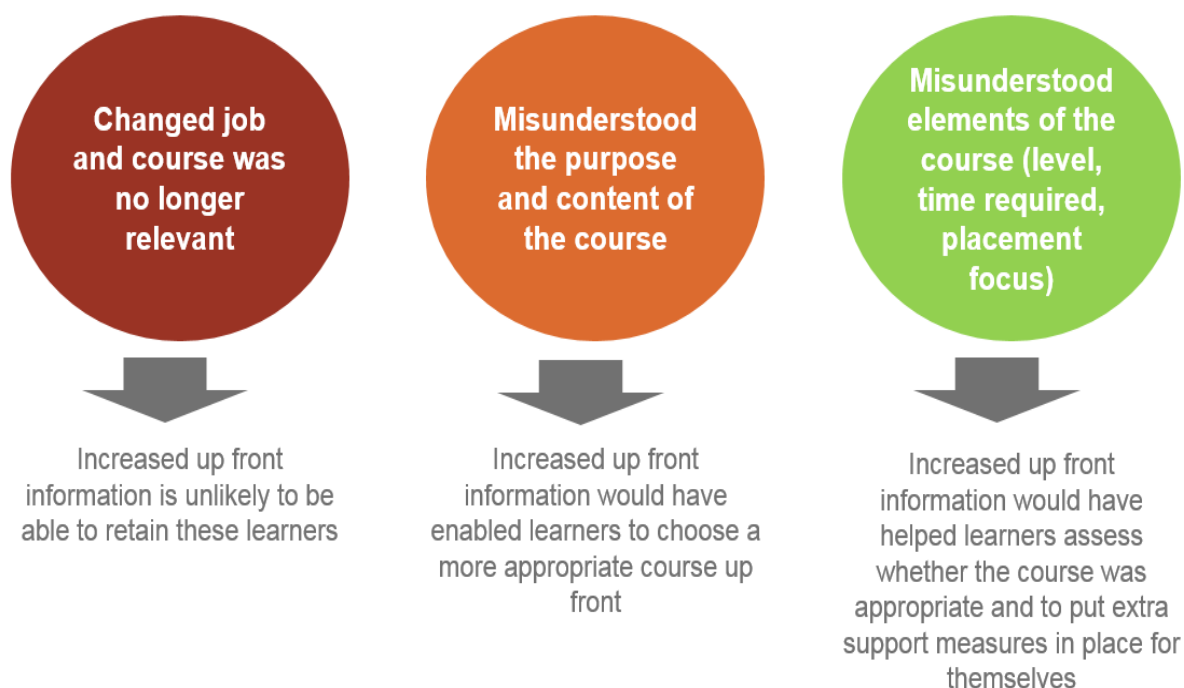 Changed job
and course was
no longer
relevant
Increased up front
information is unlikely to be
able to retain these learners
Misunderstood
the purpose
and content of
the course
Increased up front
information would have
enabled learners to choose a
more appropriate course up
front
Misunderstood
elements of the
course (level,
time required,
placement
focus)
Increased up front
information would have
helped learners assess
whether the course was
appropriate and to put extra
support measures in place for
themselves